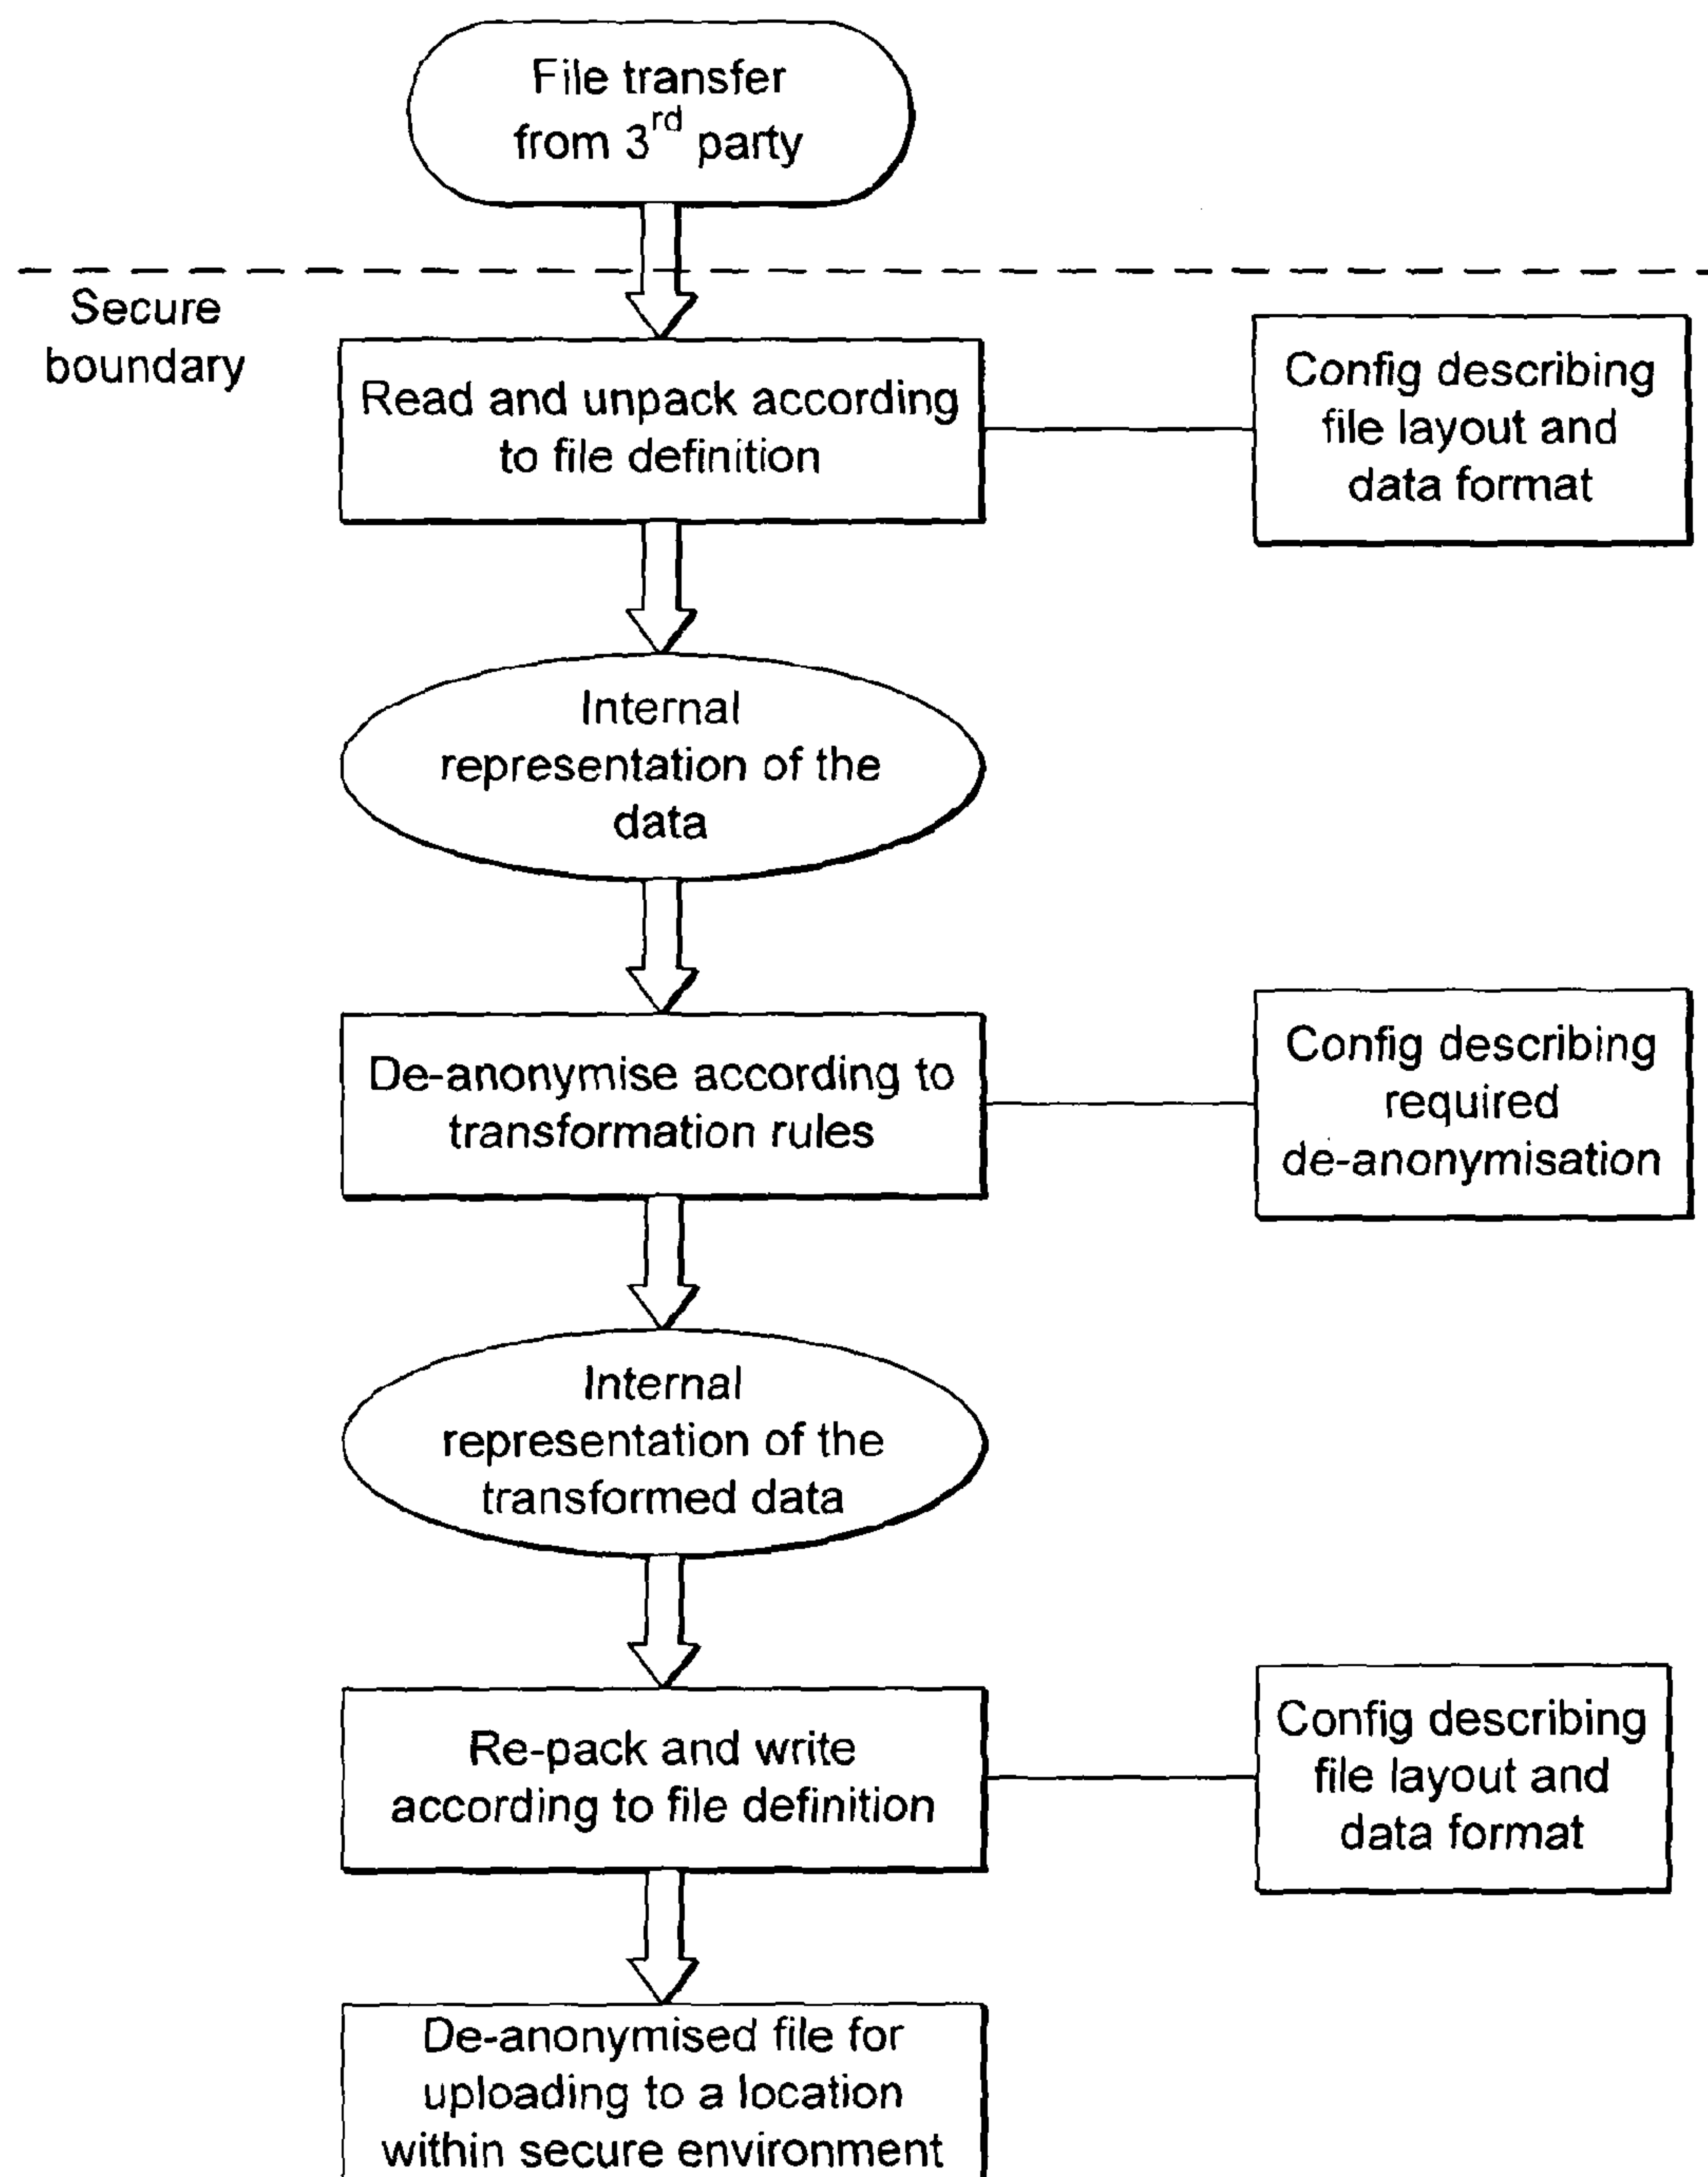 File transfer
from 3rd party
Secure
boundary
Read and unpack according
to file definition
Config describing
file layout and
data format
Internal
representation of the
data
De-anonymise according to
transformation rules
Config describing
required
de-anonymisation
Internal
representation of the
transformed data
Re-pack and write
according to file definition
Config describing
file layout and
data format
De-anonymised file for
uploading to a location
within secure environment